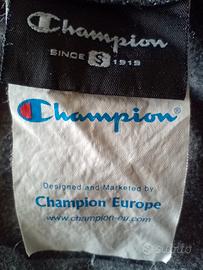 Champion
SINCE S 1919
Champion®
Designed and Marketed by
Champion Europe
www.champion-eu.com
subito